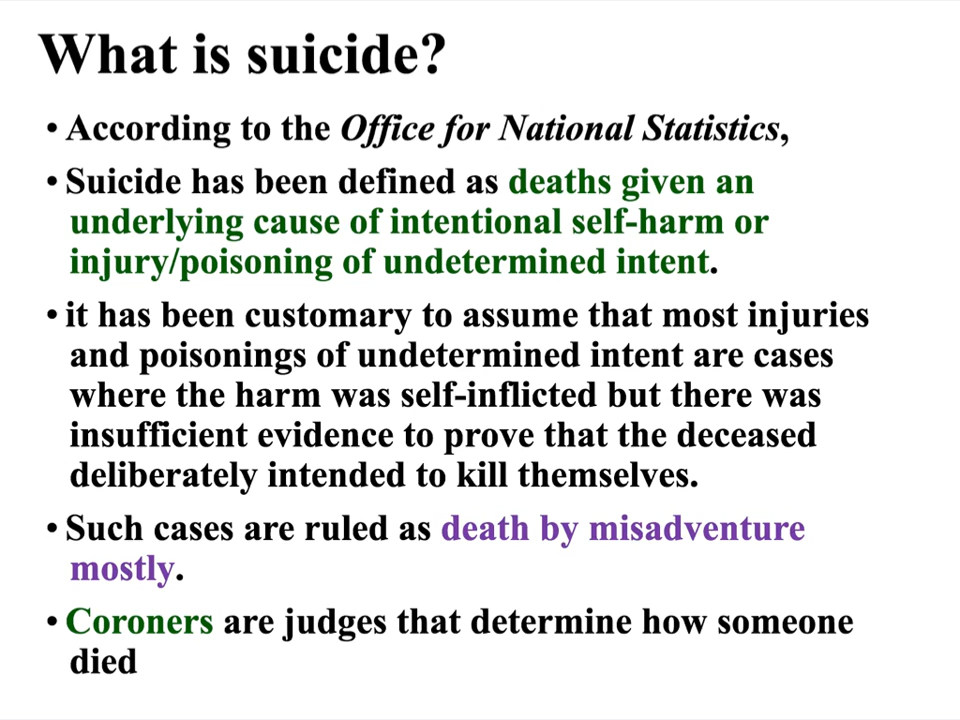 What is suicide?
• According to the Office for National Statistics,
• Suicide has been defined as deaths given an
underlying cause of intentional self-harm or
injury/poisoning of undetermined intent.
• it has been customary to assume that most injuries
and poisonings of undetermined intent are cases
where the harm was self-inflicted but there was
insufficient evidence to prove that the deceased
deliberately intended to kill themselves.
• Such cases are ruled as death by misadventure
mostly.
• Coroners are judges that determine how someone
died